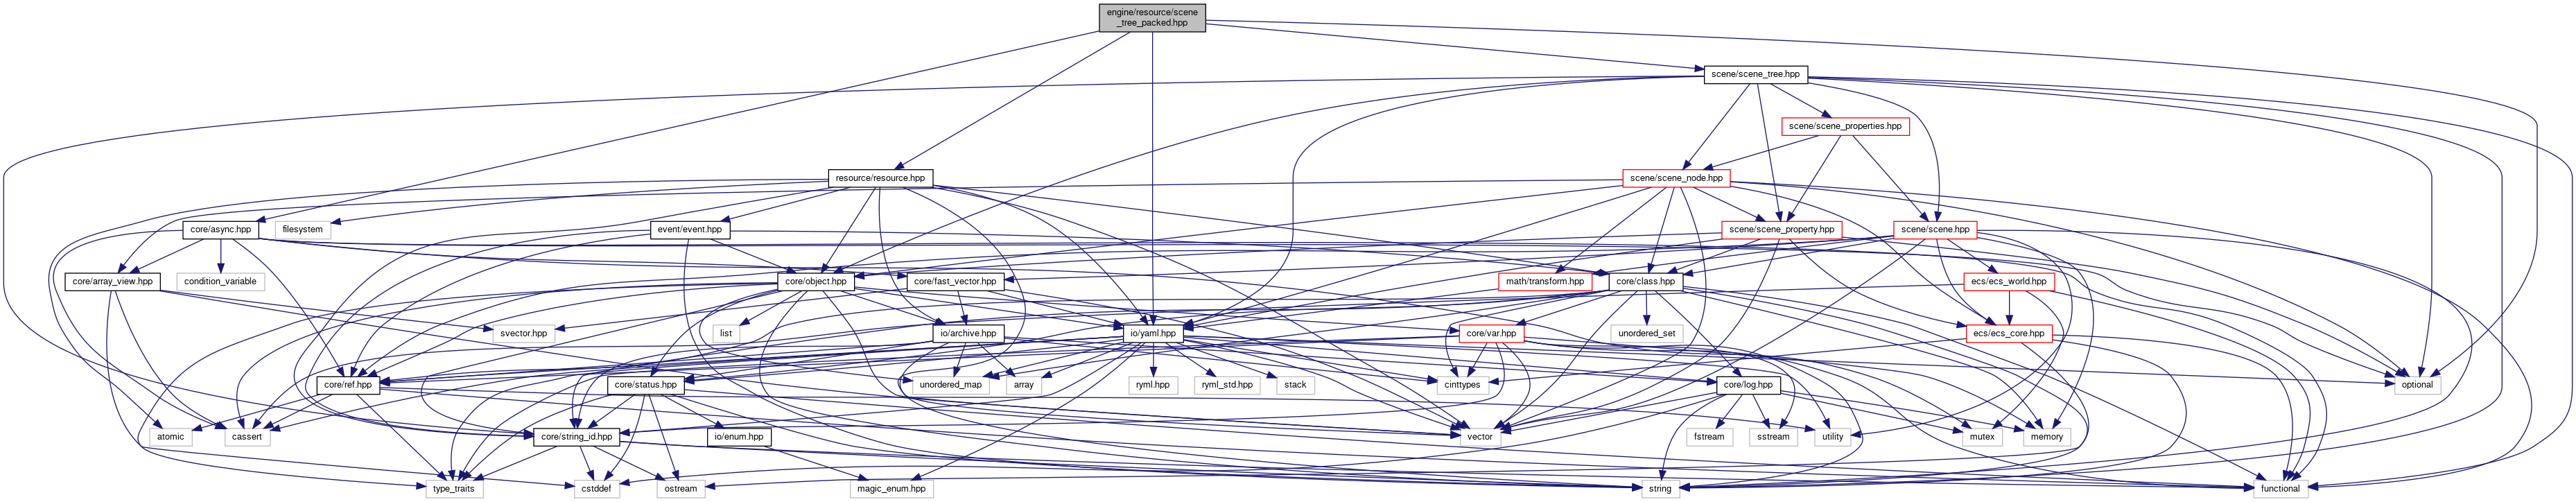 engine/resource/scene
_tree_packed.hpp
scene/scene_tree.hpp
scene/scene_properties.hpp
resource/resource.hpp
scene/scene_node.hpp
core/async.hpp
filesystem
event/event.hpp
scene/scene_property.hpp
scene/scene.hpp
core/array_view.hpp
condition_variable
core/object.hpp
core/fast_vector.hpp
math/transform.hpp
core/class.hpp
ecs/ecs_world.hpp
svector.hpp
list
io/archive.hpp
io/yaml.hpp
core/var.hpp
unordered_set
ecs/ecs_core.hpp
core/ref.hpp
core/status.hpp
unordered_map
array
ryml.hpp
ryml_std.hpp
stack
cinttypes
core/log.hpp
optional
atomic
cassert
core/string_id.hpp
io/enum.hpp
vector
fstream
sstream
utility
mutex
memory
type_traits
cstddef
ostream
magic_enum.hpp
string
functional